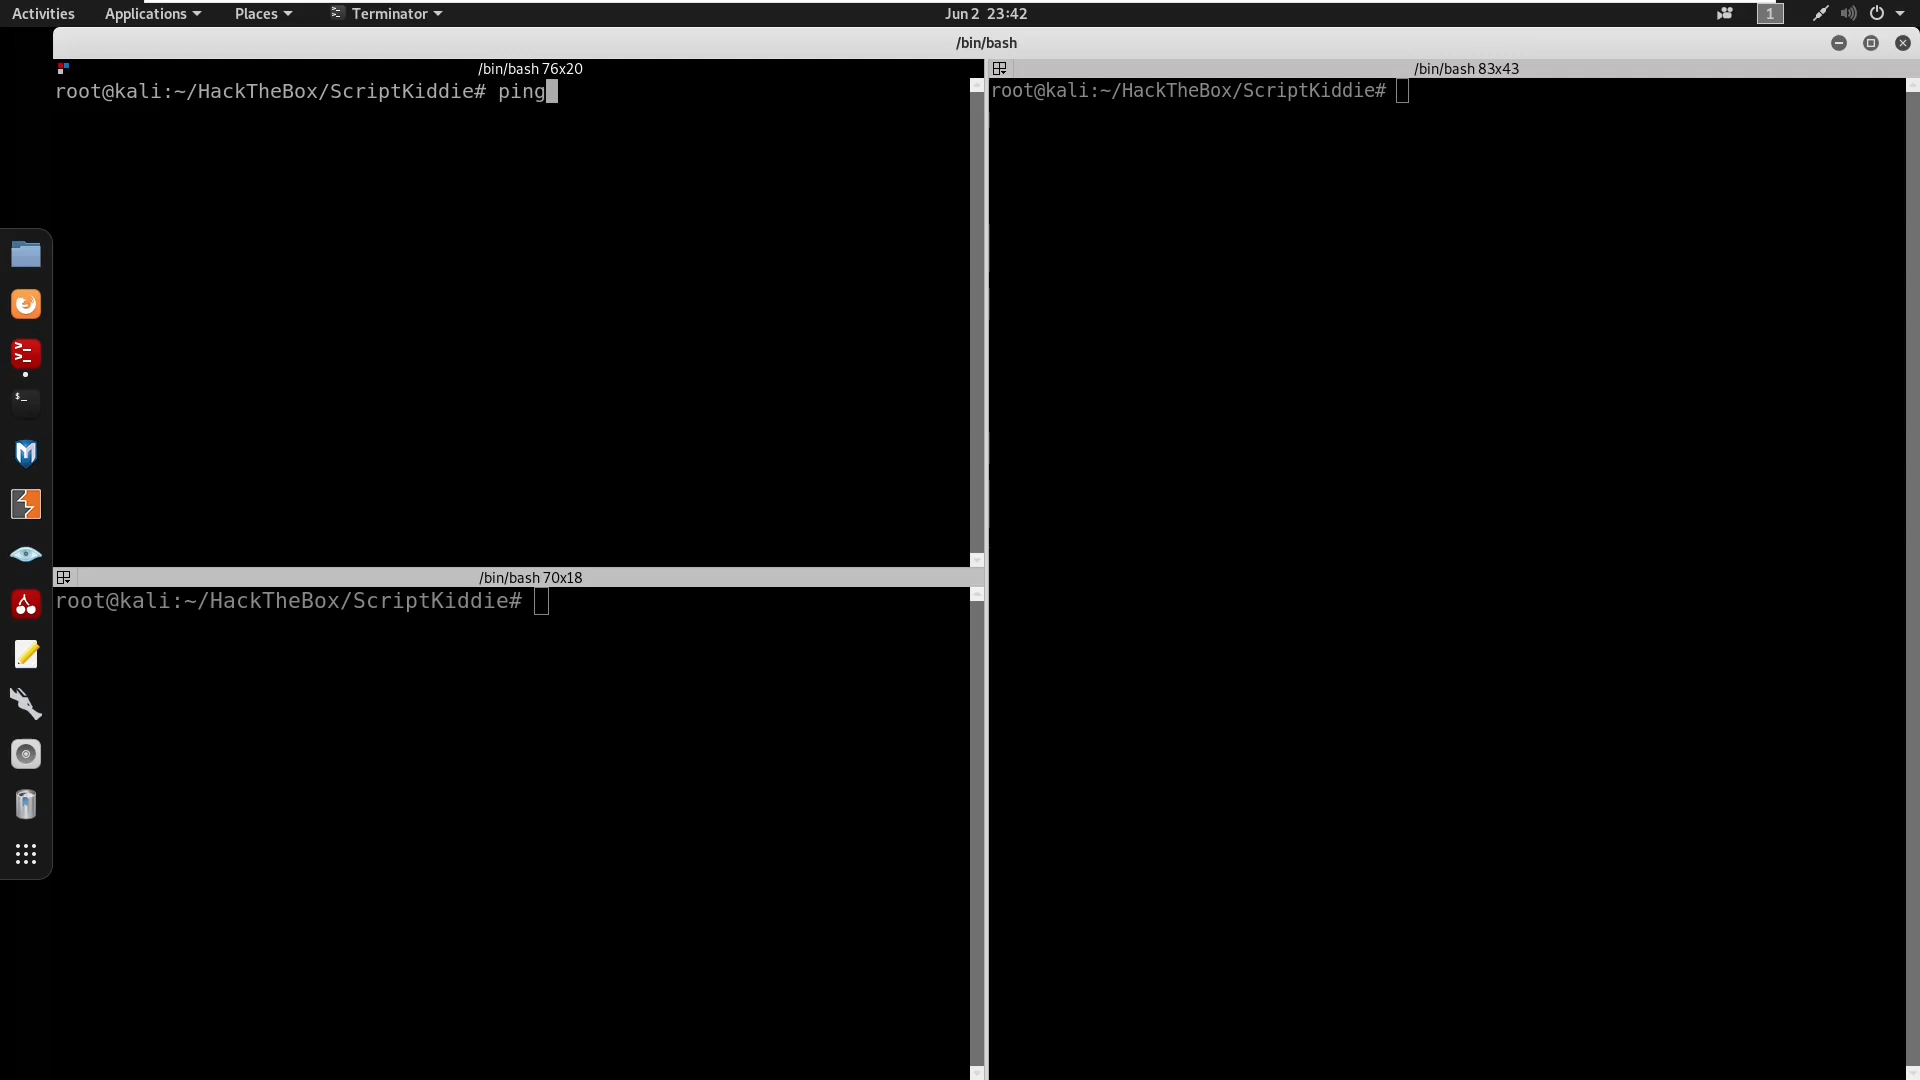 Activities Applications Places Terminator Jun 2 23:42 1
/bin/bash
/bin/bash 76x20
root@kali:~/HackTheBox/ScriptKiddie# ping
/bin/bash 70x18
root@kali:~/HackTheBox/ScriptKiddie#
/bin/bash 83x43
root@kali:~/HackTheBox/ScriptKiddie#